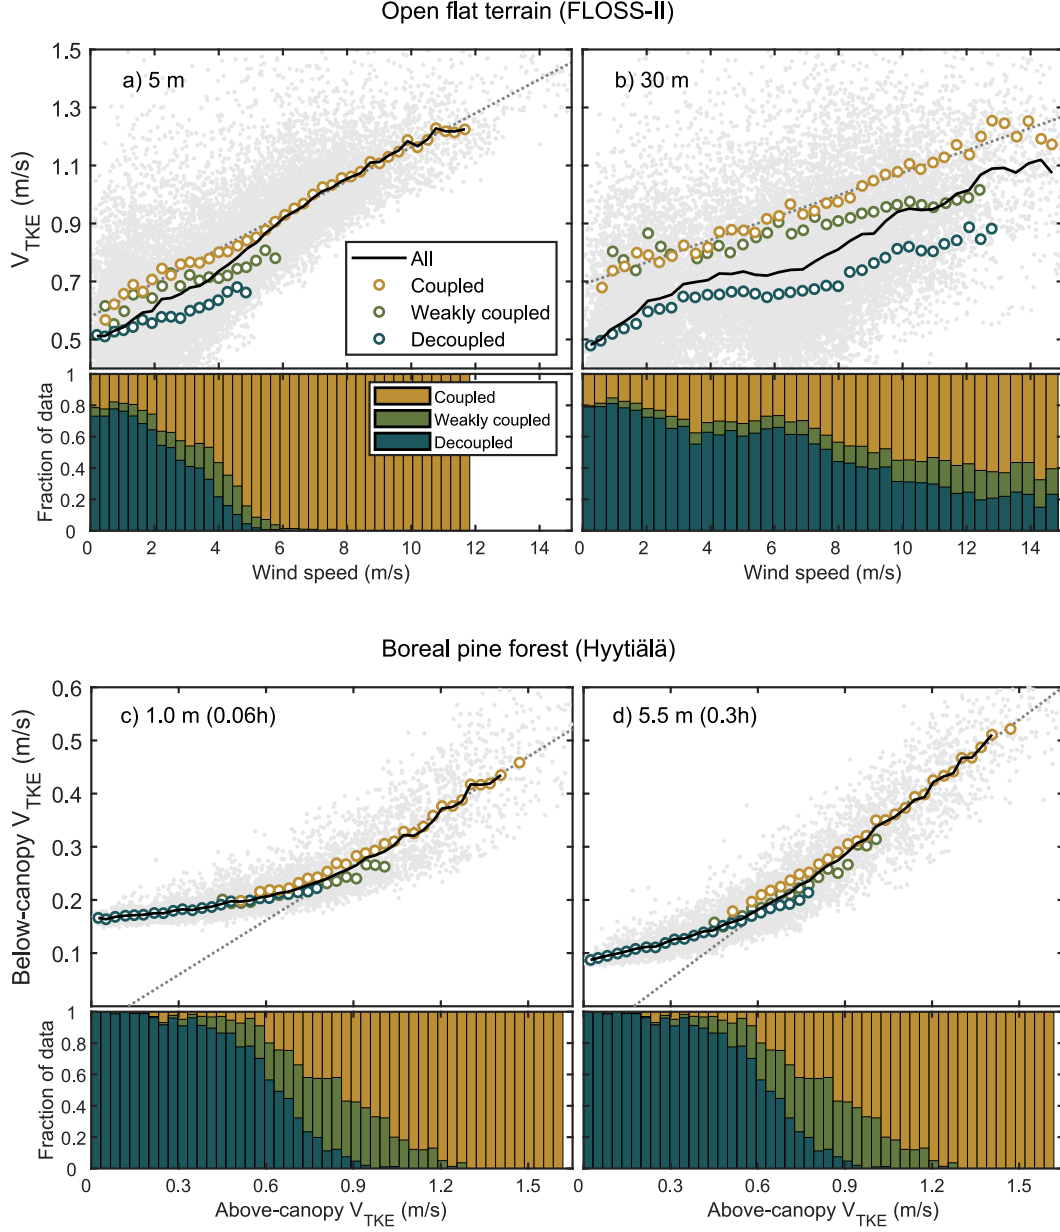 Open flat terrain (FLOSS-II)
a) 5 m
b) 30 m
V_TKE (m/s)
1.5
1.3
1.1
0.9
0.7
0.5
All
Coupled
Weakly coupled
Decoupled
Fraction of data
1
0.8
0.6
0.4
0.2
0
Coupled
Weakly coupled
Decoupled
0 2 4 6 8 10 12 14
0 2 4 6 8 10 12 14
Wind speed (m/s)
Wind speed (m/s)
Boreal pine forest (Hyytiälä)
c) 1.0 m (0.06h)
d) 5.5 m (0.3h)
Below-canopy V_TKE (m/s)
0.6
0.5
0.4
0.3
0.2
0.1
Fraction of data
1
0.8
0.6
0.4
0.2
0
0 0.3 0.6 0.9 1.2 1.5
0 0.3 0.6 0.9 1.2 1.5
Above-canopy V_TKE (m/s)
Above-canopy V_TKE (m/s)